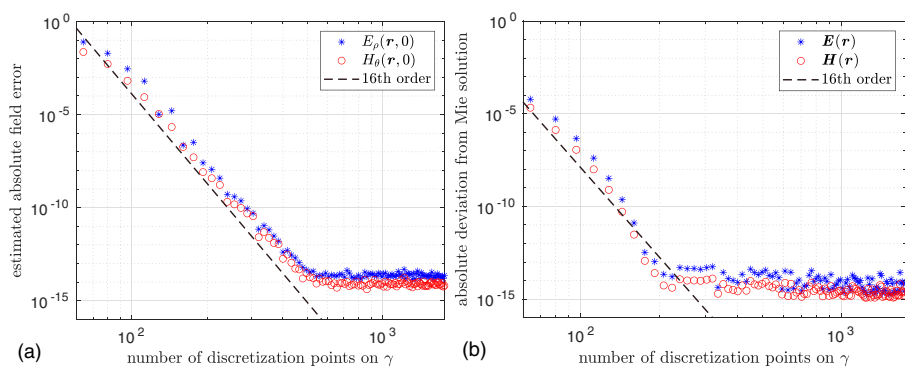 10^0
10^-5
10^-10
10^-15
estimated absolute field error
E_ρ(r, 0)
H_θ(r, 0)
16th order
10^2
10^3
number of discretization points on γ
(a)
10^0
10^-5
10^-10
10^-15
absolute deviation from Mie solution
E(r)
H(r)
16th order
10^2
10^3
number of discretization points on γ
(b)